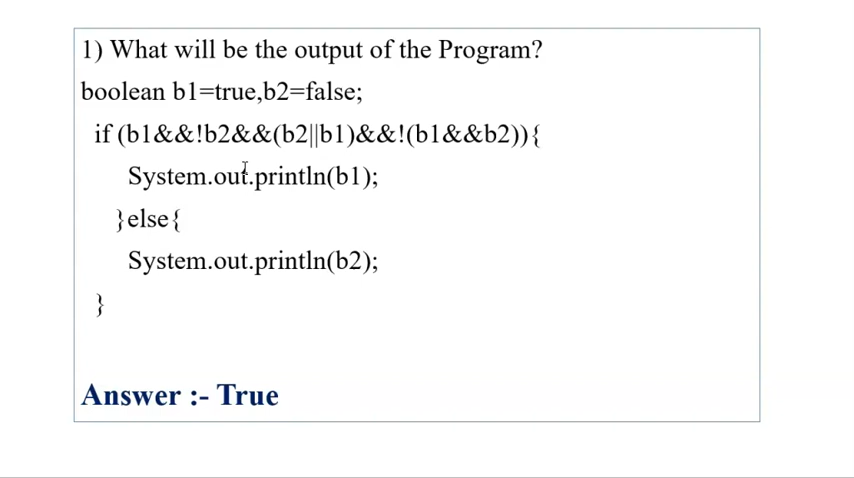 1) What will be the output of the Program?
boolean b1=true,b2=false;
if (b1&&!b2&&(b2||b1)&&!(b1&&b2)){
System.out.println(b1);
}else{
System.out.println(b2);
}
Answer :- True